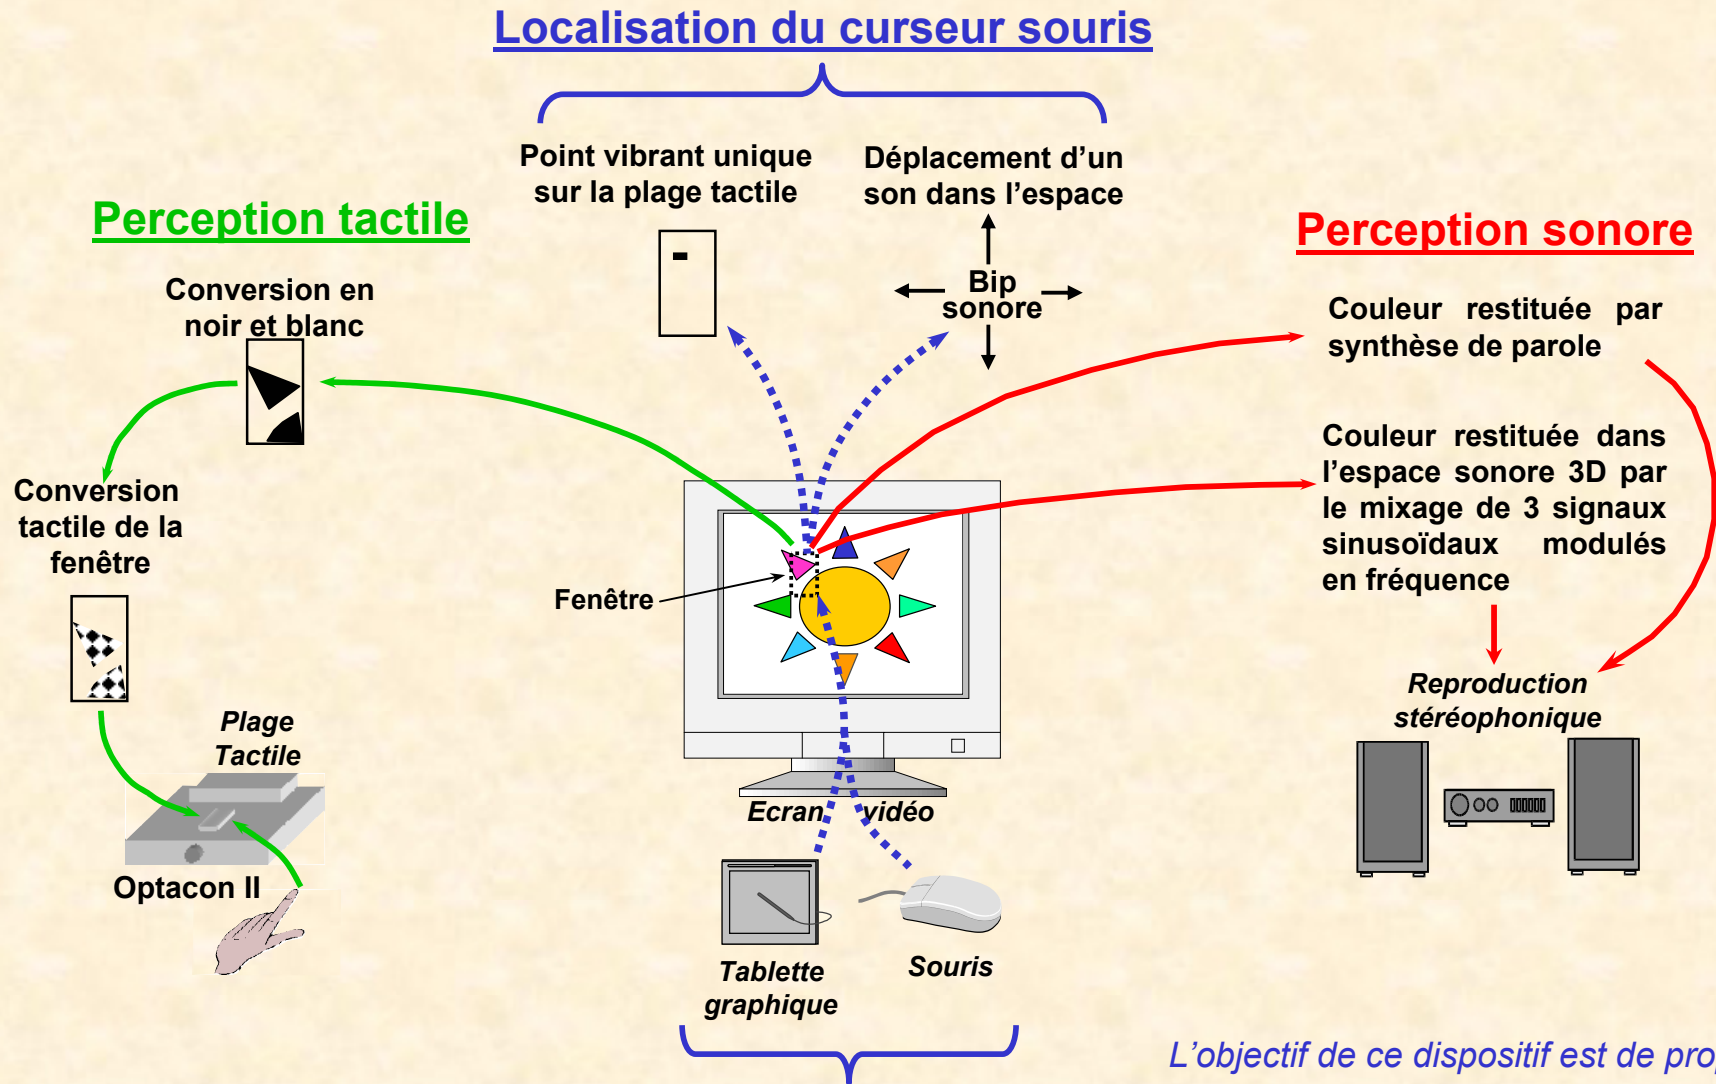 Localisation du curseur souris
Point vibrant unique
sur la plage tactile
Déplacement d’un
son dans l’espace
Bip
sonore
Perception tactile
Conversion en
noir et blanc
Conversion
tactile de la
fenêtre
Plage
Tactile
Optacon II
Perception sonore
Couleur restituée par
synthèse de parole
Couleur restituée dans
l’espace sonore 3D par
le mixage de 3 signaux
sinusoïdaux modulés
en fréquence
Reproduction
stéréophonique
Fenêtre
Ecran vidéo
Tablette
graphique
Souris
L’objectif de ce dispositif est de